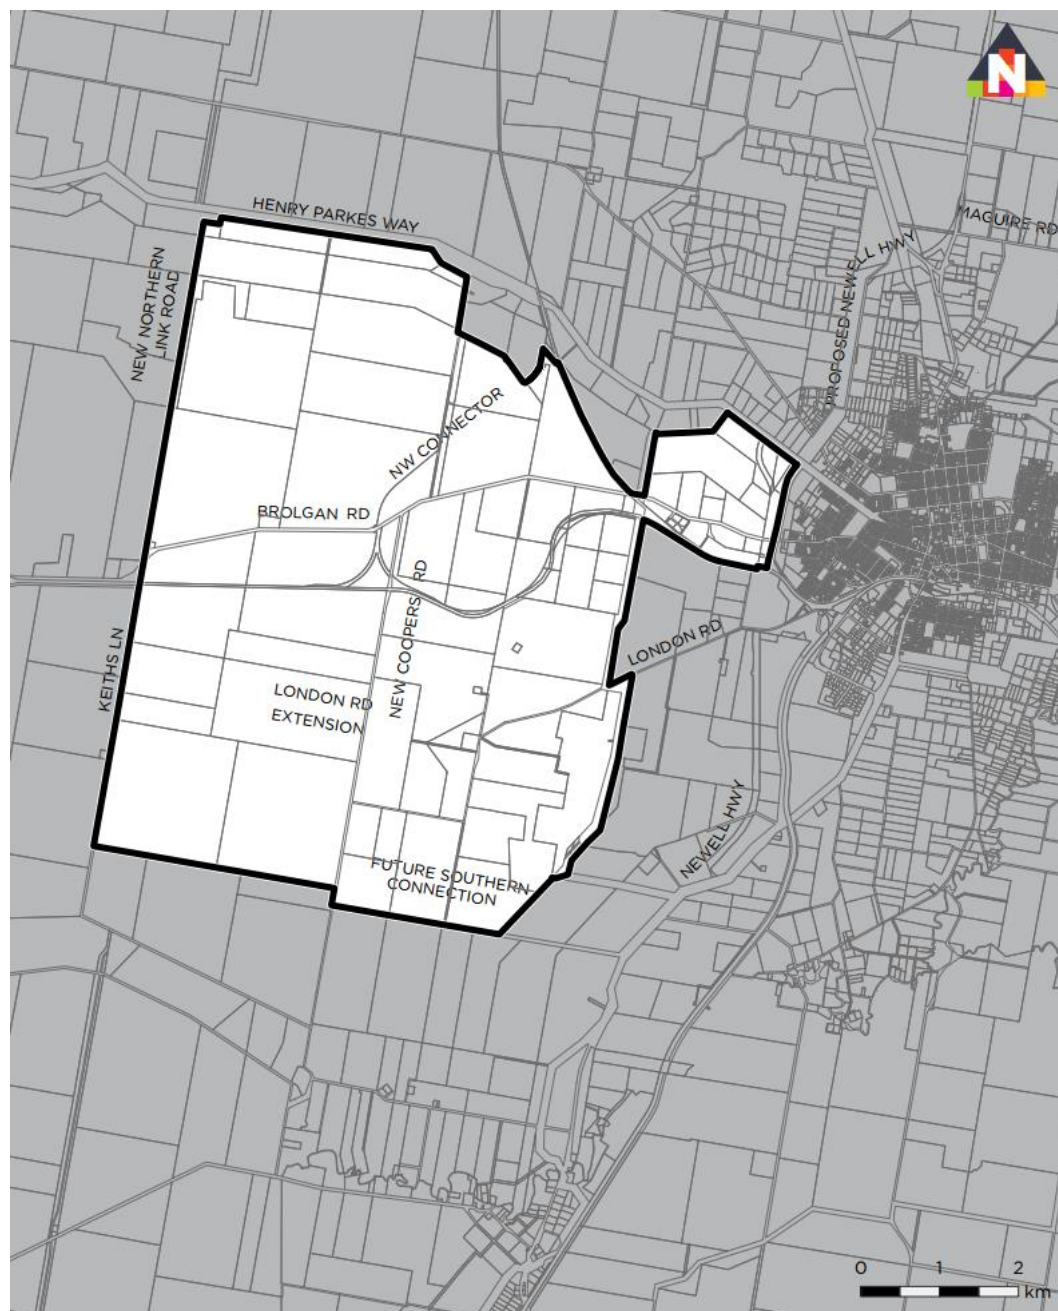 N
MAGUIRE RD
HENRY PARKES WAY
PROPOSED NEWELL HWY
NEW NORTHERN
LINK ROAD
NW CONNECTOR
BROLGAN RD
NEW COOPERS RD
LONDON RD
KEITHS LN
LONDON RD
EXTENSION
NEWELL HWY
FUTURE SOUTHERN
CONNECTION
0 1 2
km